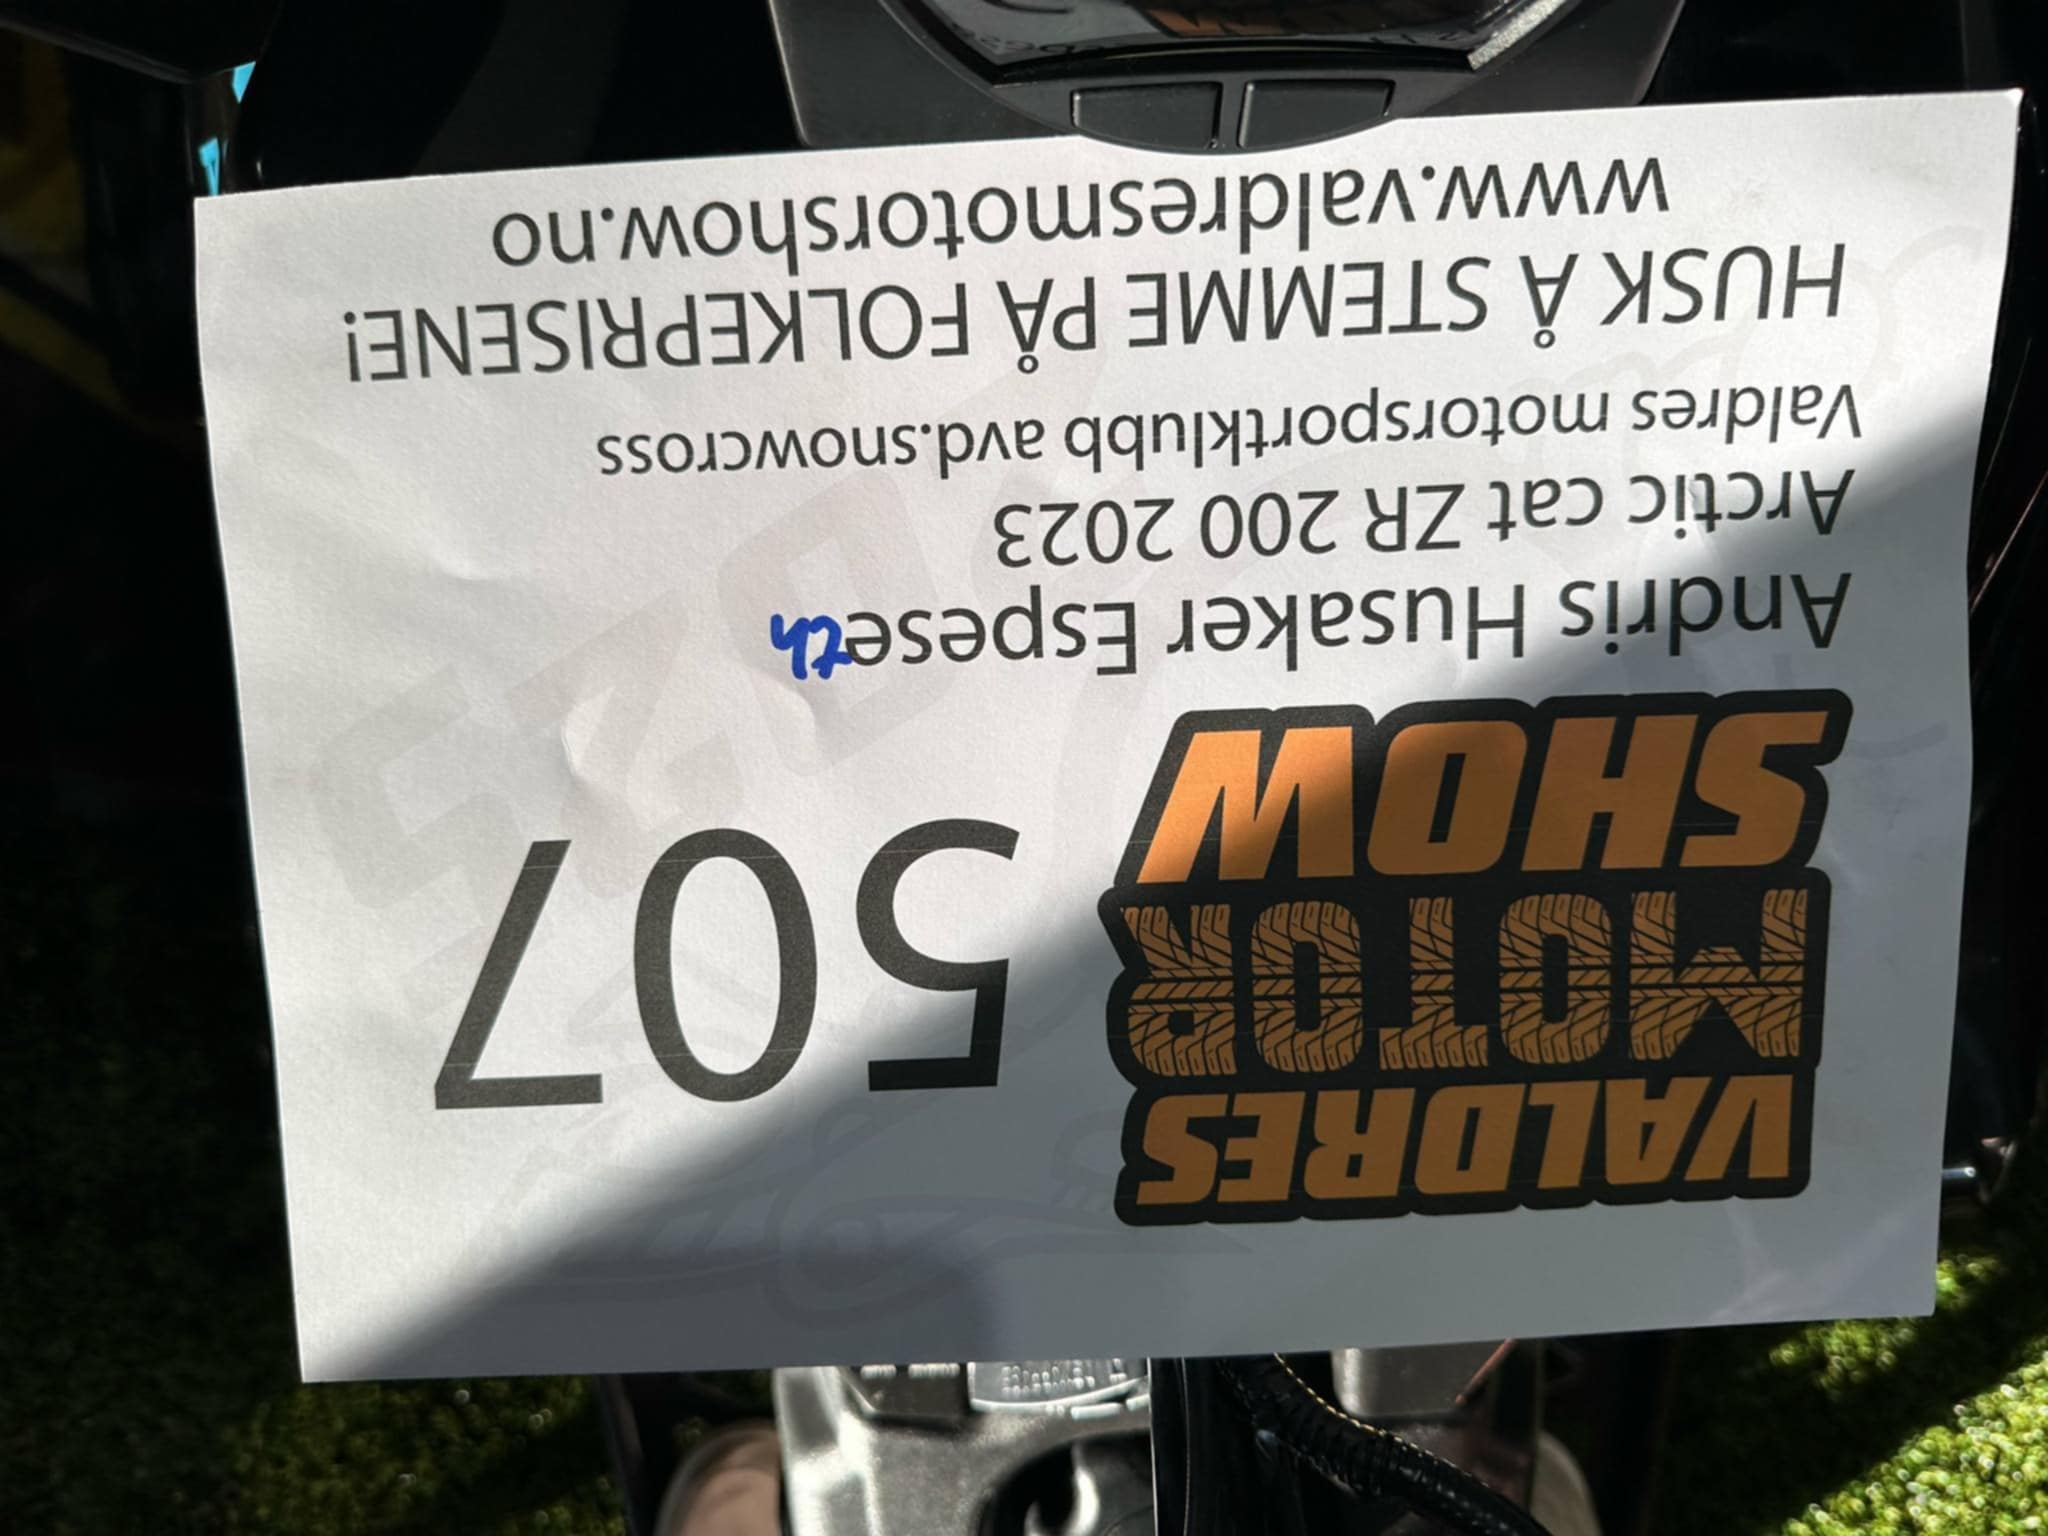 VALDRES
MOTOR
SHOW
507
Andris Husaker Espeseth
Arctic cat ZR 200 2023
Valdres motorsportklubb avd.snowcross
HUSK Å STEMME PÅ FOLKEPRISENE!
www.valdresmotorshow.no